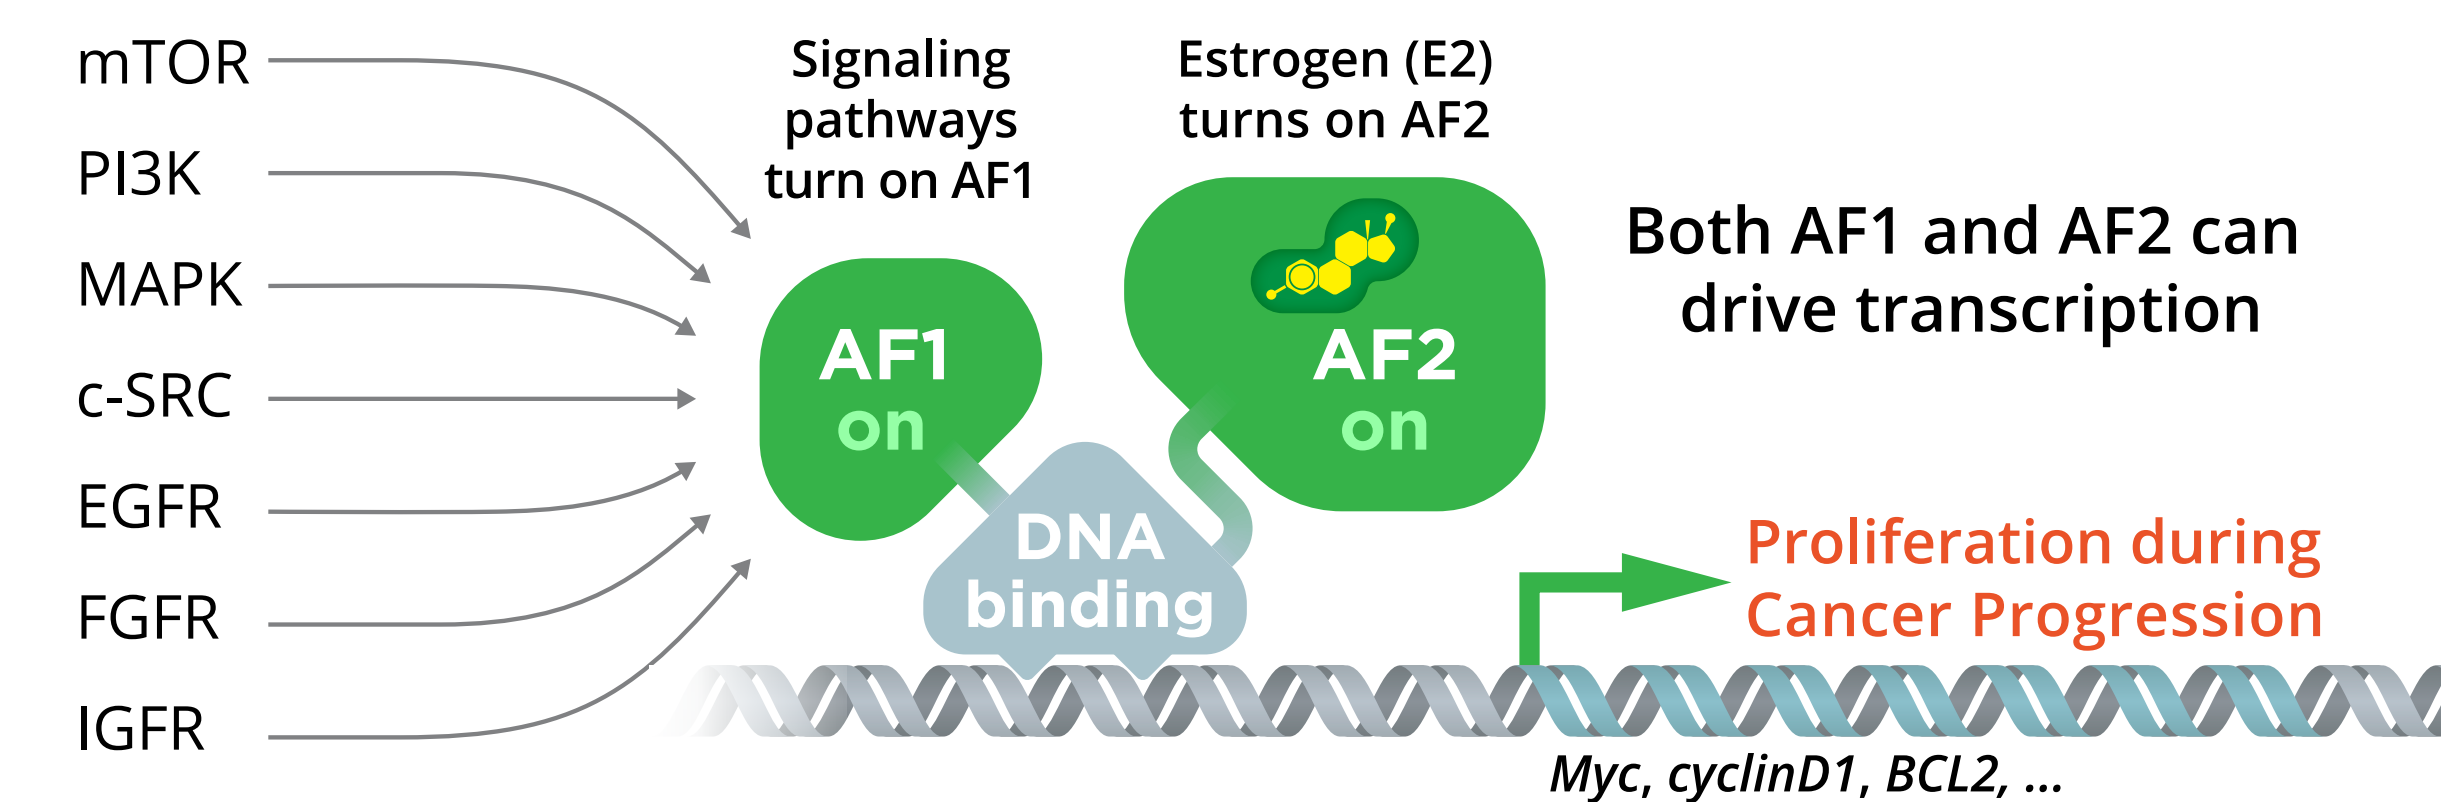 mTOR
PI3K
MAPK
c-SRC
EGFR
FGFR
IGFR
Signaling
pathways
turn on AF1
Estrogen (E2)
turns on AF2
AF1
on
AF2
on
DNA
binding
Both AF1 and AF2 can
drive transcription
Proliferation during
Cancer Progression
Myc, cyclinD1, BCL2, ...